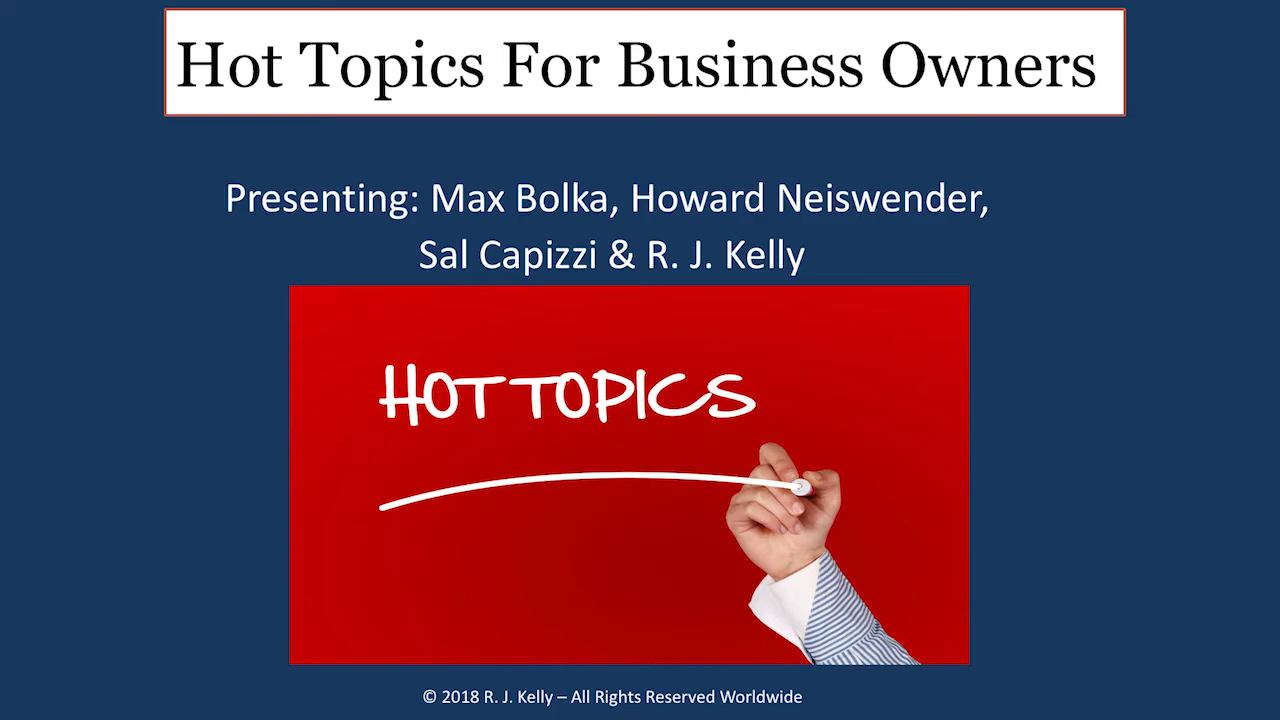 Hot Topics For Business Owners
Presenting: Max Bolka, Howard Neiswender,
Sal Capizzi & R. J. Kelly
HOT TOPICS
© 2018 R. J. Kelly – All Rights Reserved Worldwide